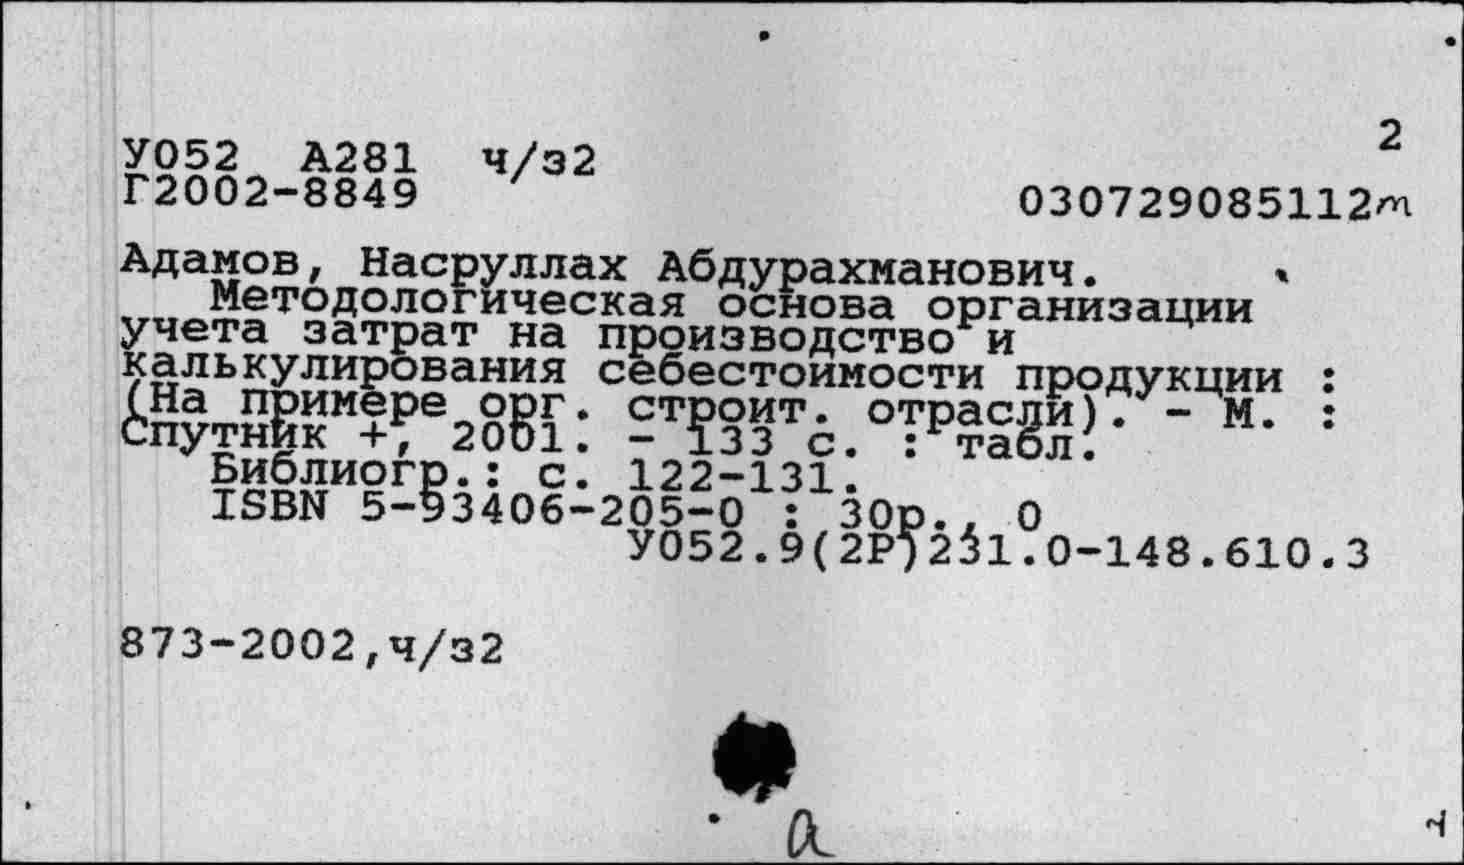 2
У052 А281 ч/з2
Г2002-8849
030729085112т
Адамов, Насруллах Абдурахманович.
Методологическая основа организации
учета затрат на производство и
калькулирования себестоимости продукции :
(На примере орг. строит. отрасли). - М. :
Спутник +, 2001. - 133 с. : табл.
Библиогр.: с. 122-131.
ISBN 5-93406-205-0 : 30р., 0
У052.9(2Р)231.0-148.610.3
873-2002,ч/з2
а